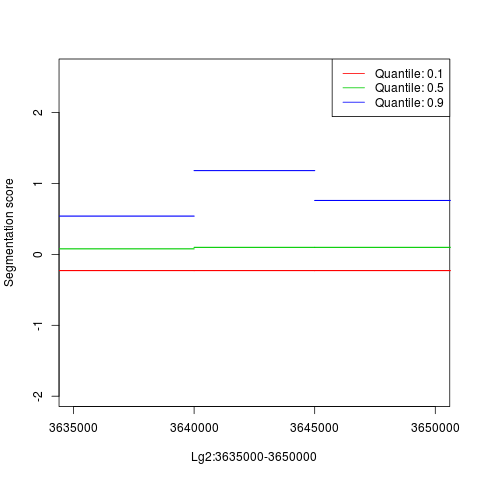 Quantile: 0.1
Quantile: 0.5
Quantile: 0.9
Segmentation score
2
1
0
-1
-2
3635000 3640000 3645000 3650000
Lg2:3635000-3650000